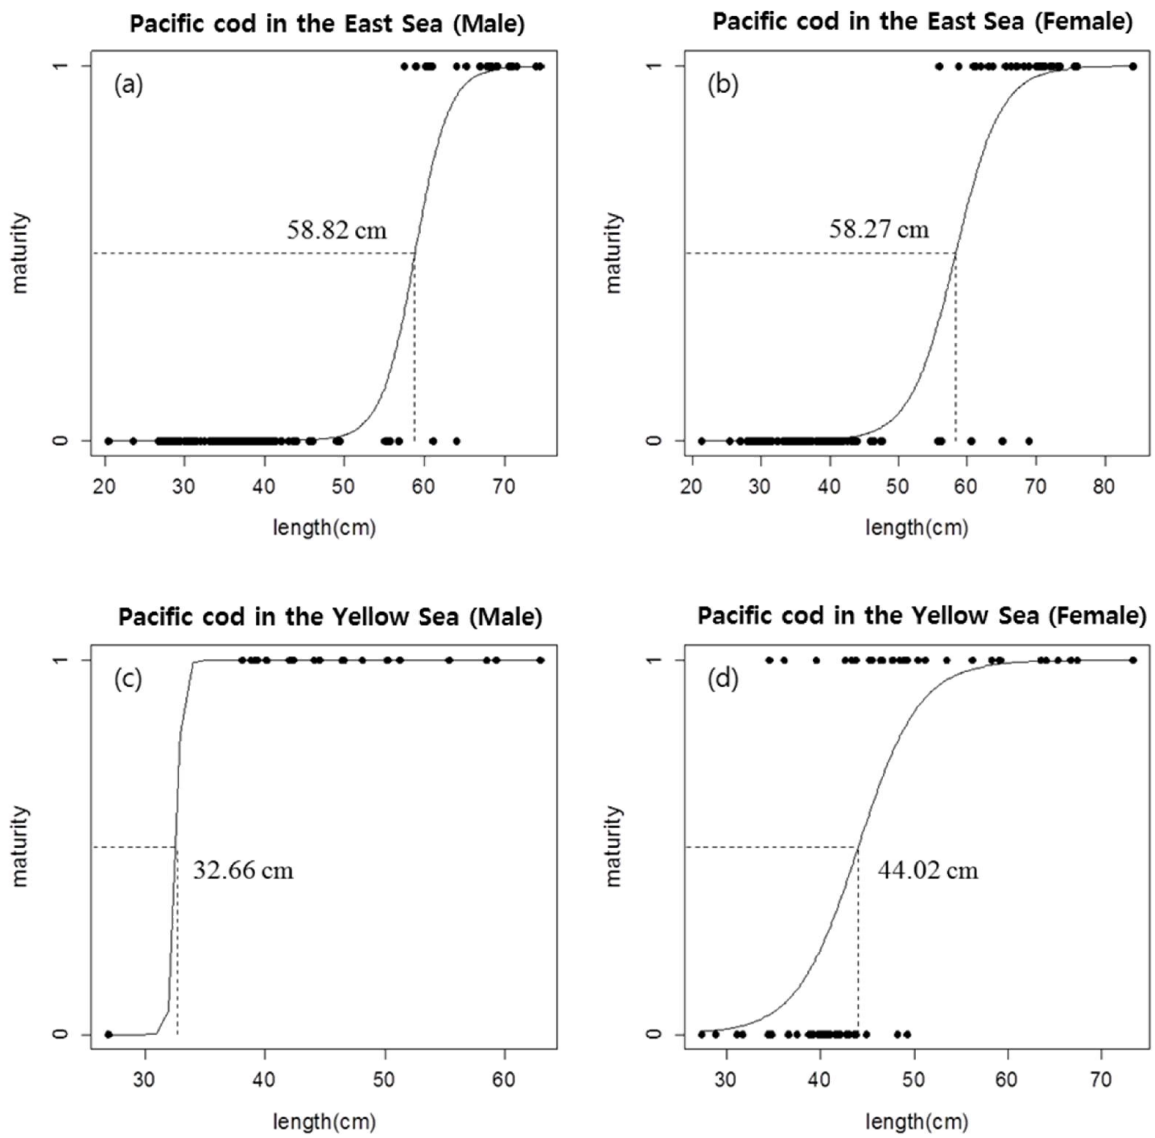 Pacific cod in the East Sea (Male)
(a)
1
0
maturity
58.82 cm
20 30 40 50 60 70
length(cm)
Pacific cod in the East Sea (Female)
(b)
1
0
maturity
58.27 cm
20 30 40 50 60 70 80
length(cm)
Pacific cod in the Yellow Sea (Male)
(c)
1
0
maturity
32.66 cm
30 40 50 60
length(cm)
Pacific cod in the Yellow Sea (Female)
(d)
1
0
maturity
44.02 cm
30 40 50 60 70
length(cm)